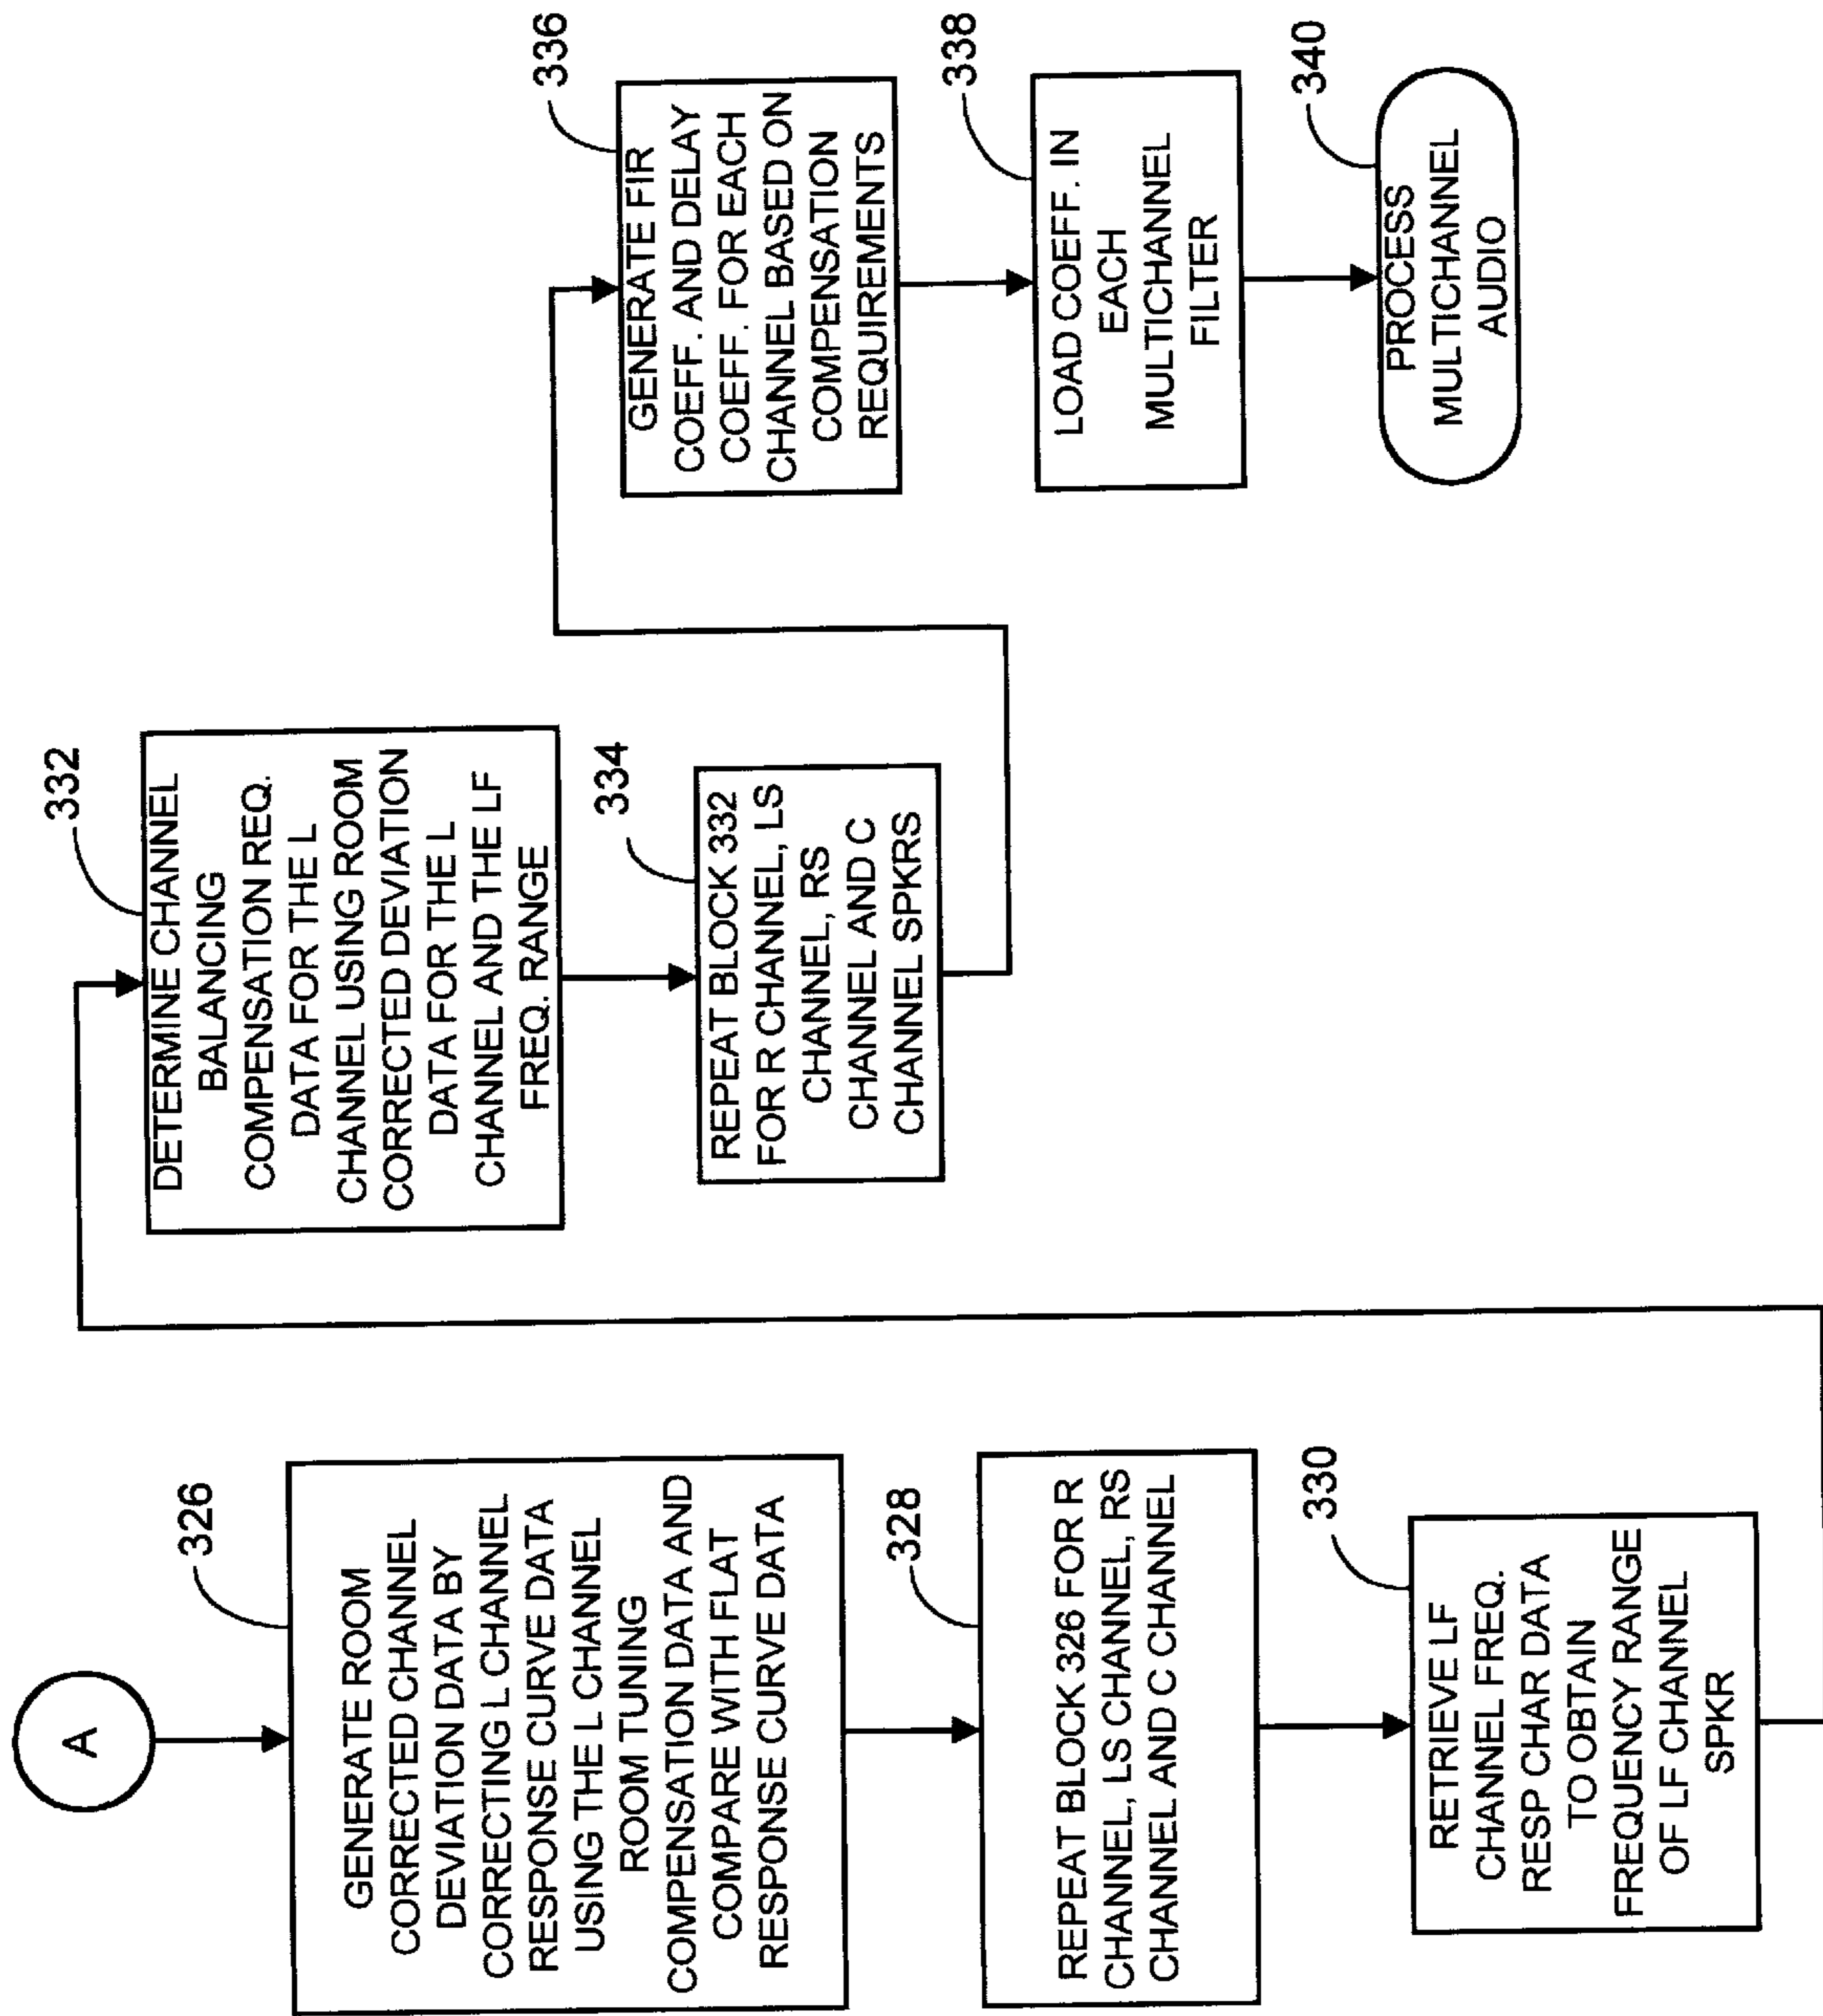 A
326
GENERATE ROOM
CORRECTED CHANNEL
DEVIATION DATA BY
CORRECTING L CHANNEL
RESPONSE CURVE DATA
USING THE L CHANNEL
ROOM TUNING
COMPENSATION DATA AND
COMPARE WITH FLAT
RESPONSE CURVE DATA
328
REPEAT BLOCK 326 FOR R
CHANNEL, LS CHANNEL, RS
CHANNEL AND C CHANNEL
330
RETRIEVE LF
CHANNEL FREQ.
RESP CHAR DATA
TO OBTAIN
FREQUENCY RANGE
OF LF CHANNEL
SPKR
332
DETERMINE CHANNEL
BALANCING
COMPENSATION REQ.
DATA FOR THE L
CHANNEL USING ROOM
CORRECTED DEVIATION
DATA FOR THE L
CHANNEL AND THE LF
FREQ. RANGE
334
REPEAT BLOCK 332
FOR R CHANNEL, LS
CHANNEL, RS
CHANNEL AND C
CHANNEL SPKRS
336
GENERATE FIR
COEFF. AND DELAY
COEFF. FOR EACH
CHANNEL BASED ON
COMPENSATION
REQUIREMENTS
338
LOAD COEFF. IN
EACH
MULTICHANNEL
FILTER
340
PROCESS
MULTICHANNEL
AUDIO